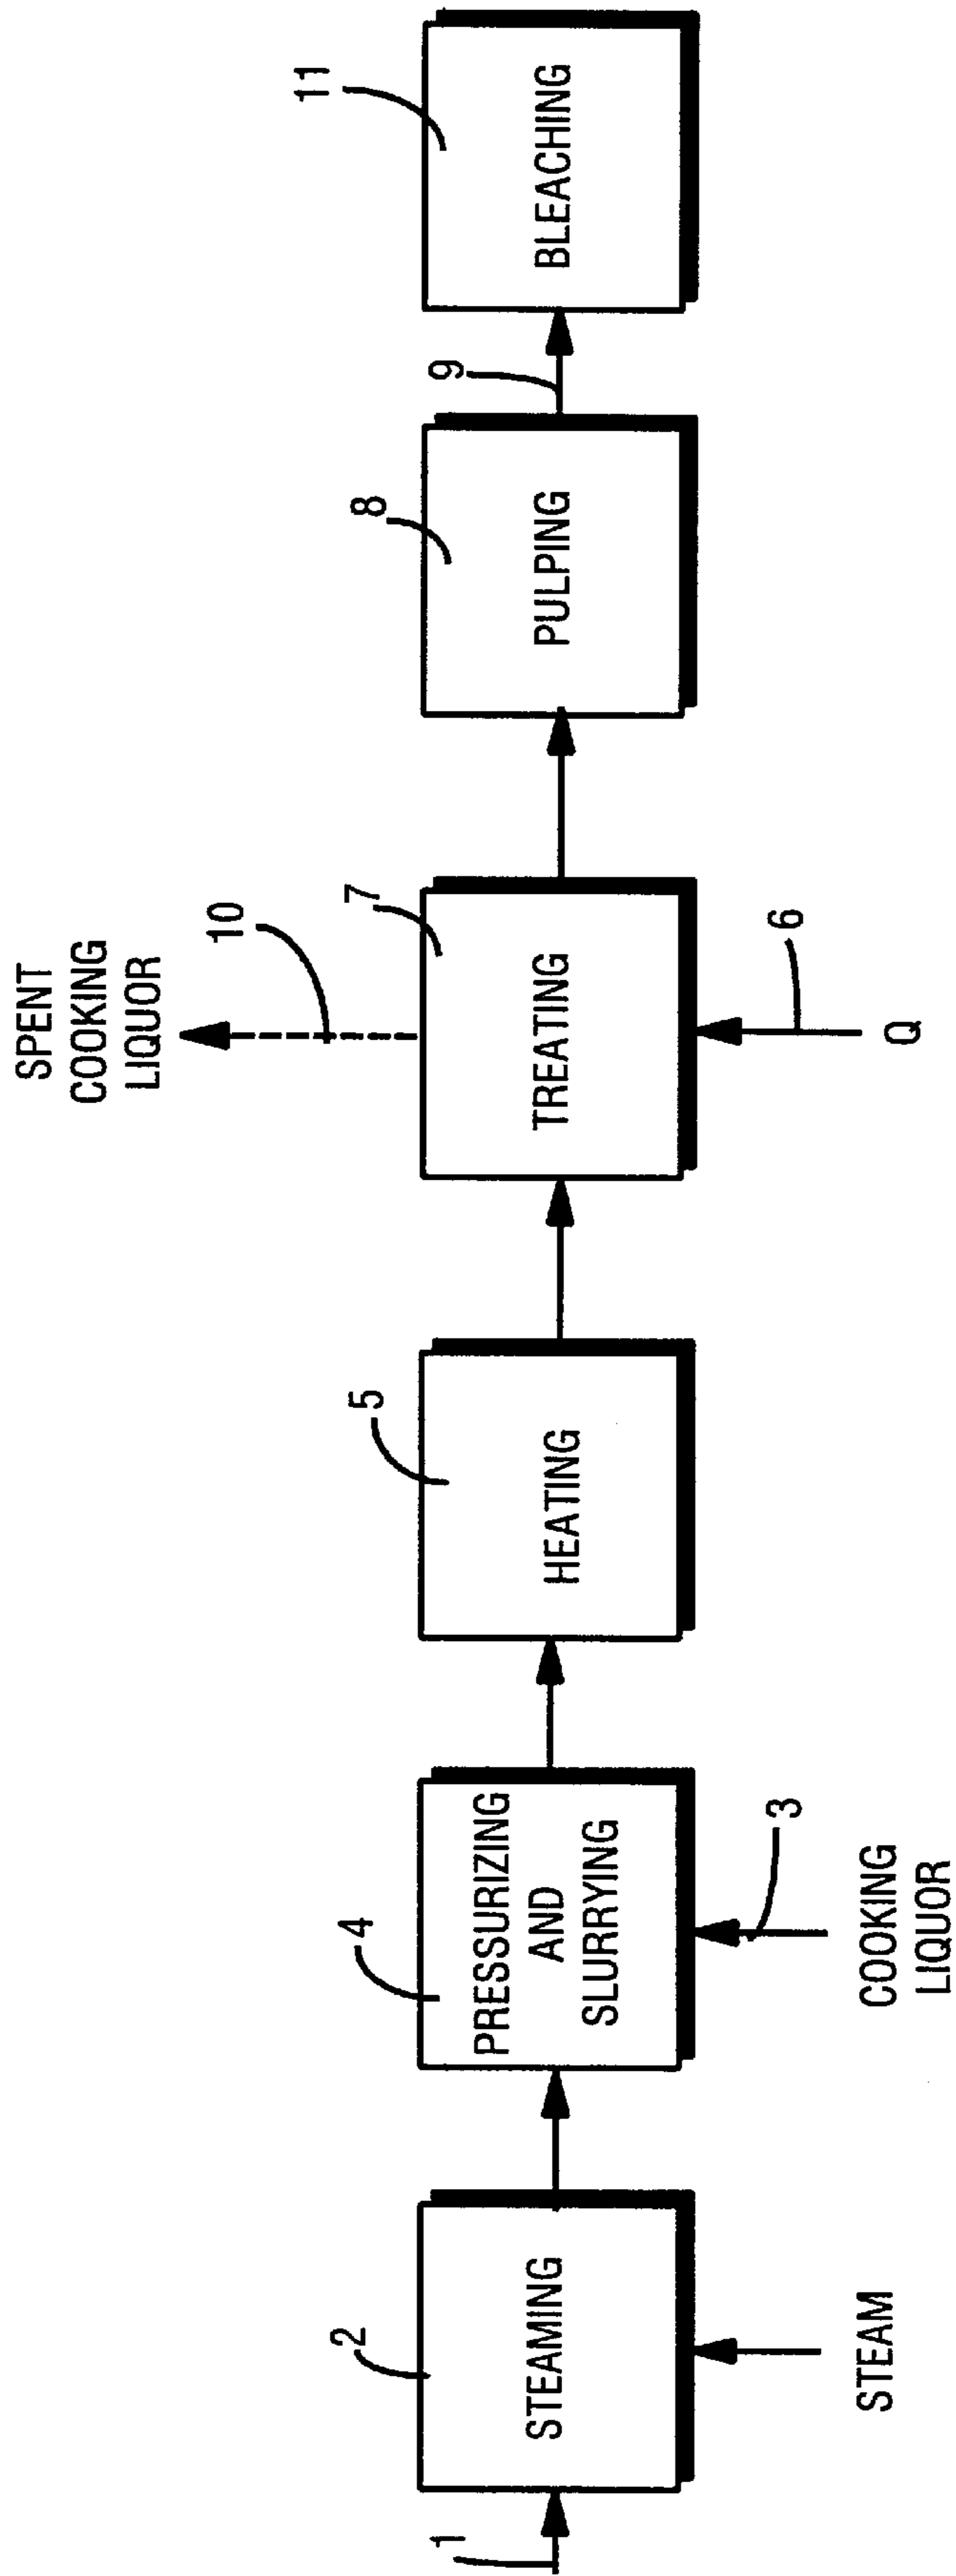 SPENT
COOKING
LIQUOR
10
1
2
4
5
7
8
9
11
STEAMING
PRESSURIZING
AND
SLURRYING
HEATING
TREATING
PULPING
BLEACHING
3
6
STEAM
COOKING
LIQUOR
Q